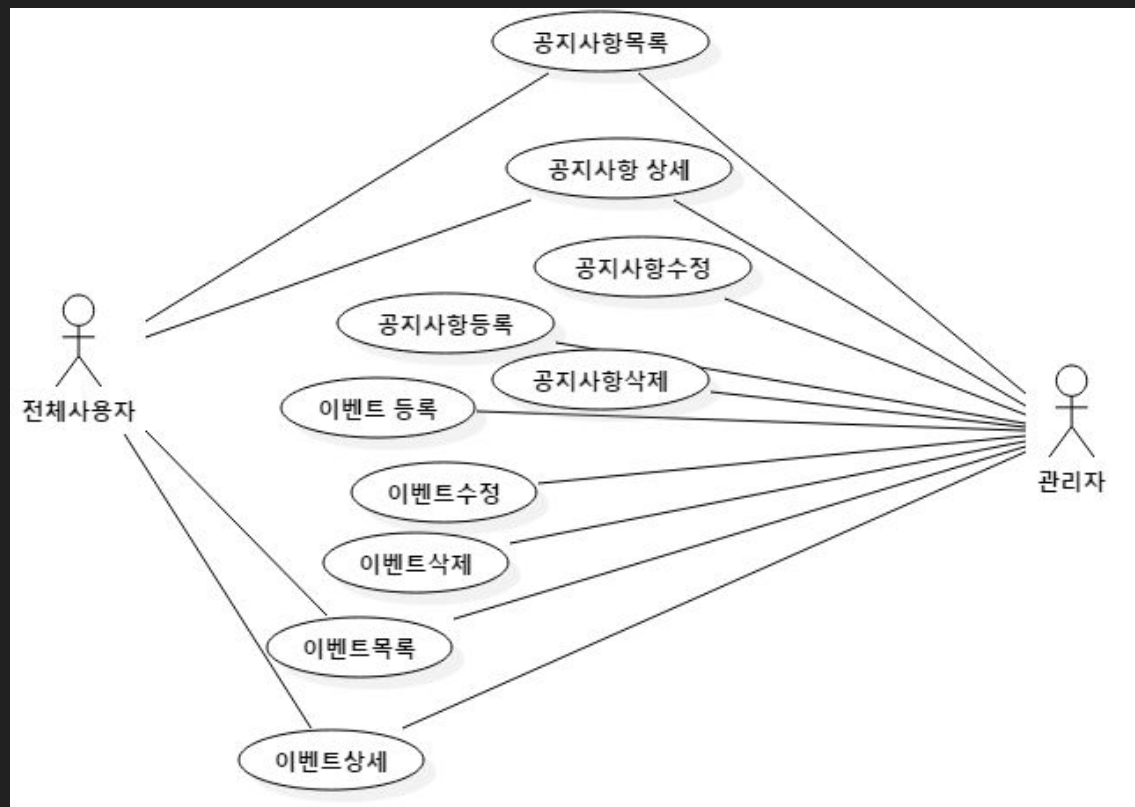 공지사항목록
공지사항 상세
공지사항수정
공지사항등록
공지사항삭제
이벤트 등록
전체사용자
관리자
이벤트수정
이벤트삭제
이벤트목록
이벤트상세